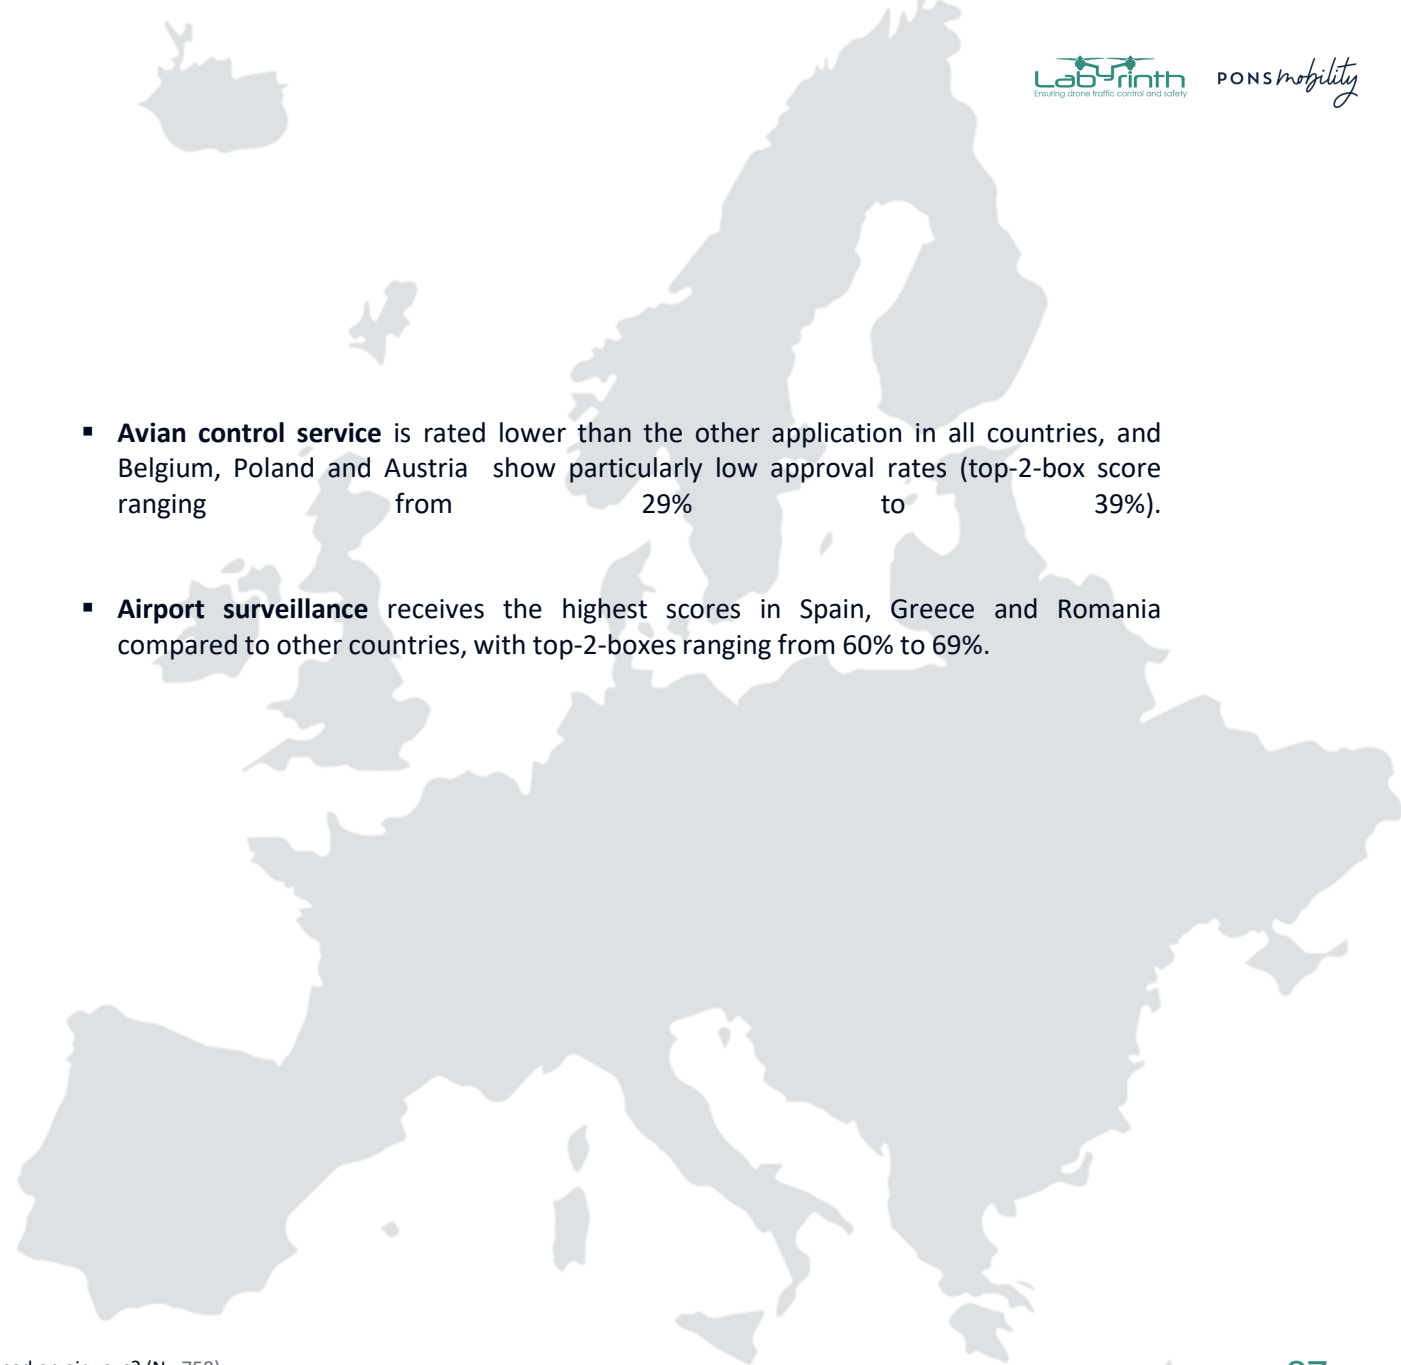 Labyrinth
Ensuring drone traffic control and safety
PONS mobility
▪ Avian control service is rated lower than the other application in all countries, and
Belgium, Poland and Austria show particularly low approval rates (top-2-box score
ranging from 29% to 39%).
▪ Airport surveillance receives the highest scores in Spain, Greece and Romania
compared to other countries, with top-2-boxes ranging from 60% to 69%.